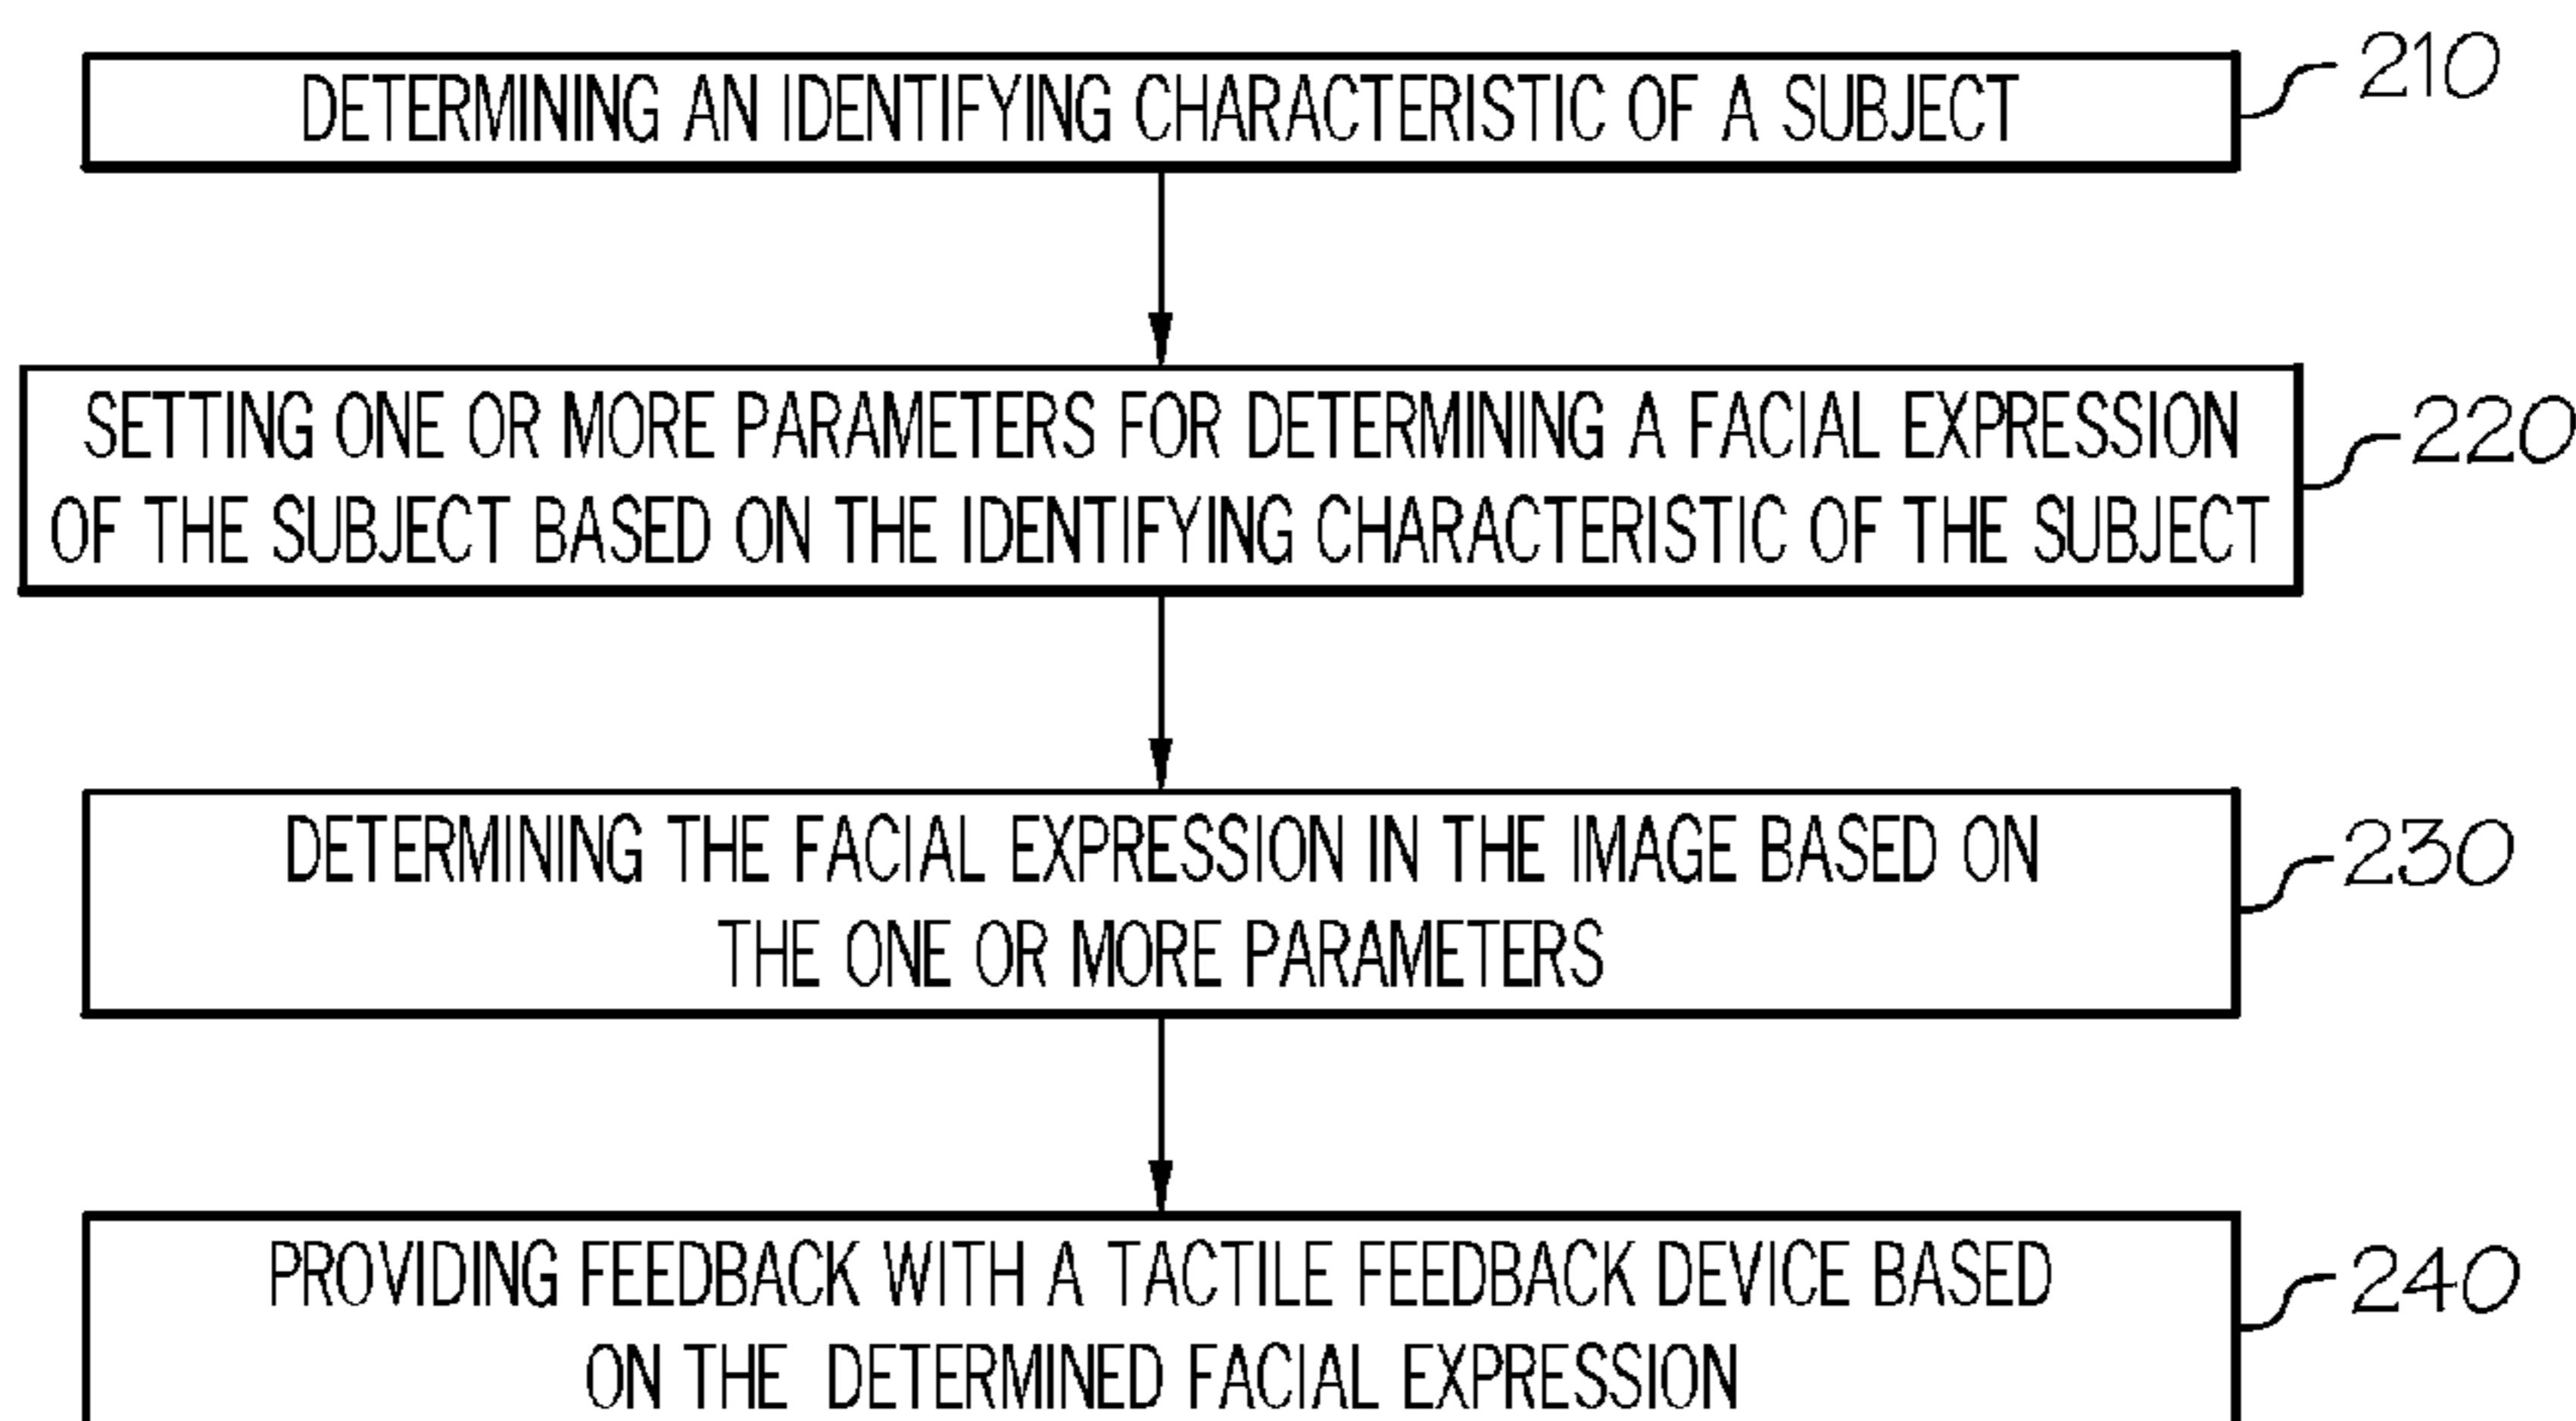 DETERMINING AN IDENTIFYING CHARACTERISTIC OF A SUBJECT
210
SETTING ONE OR MORE PARAMETERS FOR DETERMINING A FACIAL EXPRESSION
OF THE SUBJECT BASED ON THE IDENTIFYING CHARACTERISTIC OF THE SUBJECT
220
DETERMINING THE FACIAL EXPRESSION IN THE IMAGE BASED ON
THE ONE OR MORE PARAMETERS
230
PROVIDING FEEDBACK WITH A TACTILE FEEDBACK DEVICE BASED
ON THE DETERMINED FACIAL EXPRESSION
240